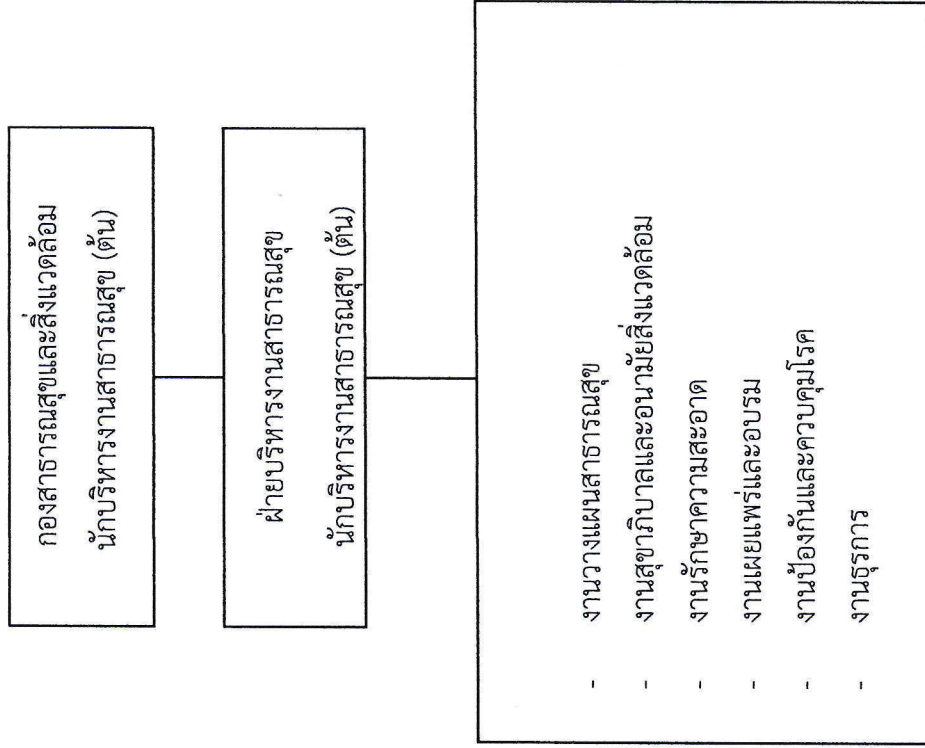 กองสาธารณสุขและสิ่งแวดล้อม
นักบริหารงานสาธารณสุข (ต้น)
ฝ่ายบริหารงานสาธารณสุข
นักบริหารงานสาธารณสุข (ต้น)
- งานวางแผนสาธารณสุข
- งานสุขาภิบาลและอนามัยสิ่งแวดล้อม
- งานรักษาความสะอาด
- งานเผยแพร่และอบรม
- งานป้องกันและควบคุมโรค
- งานธุรการ